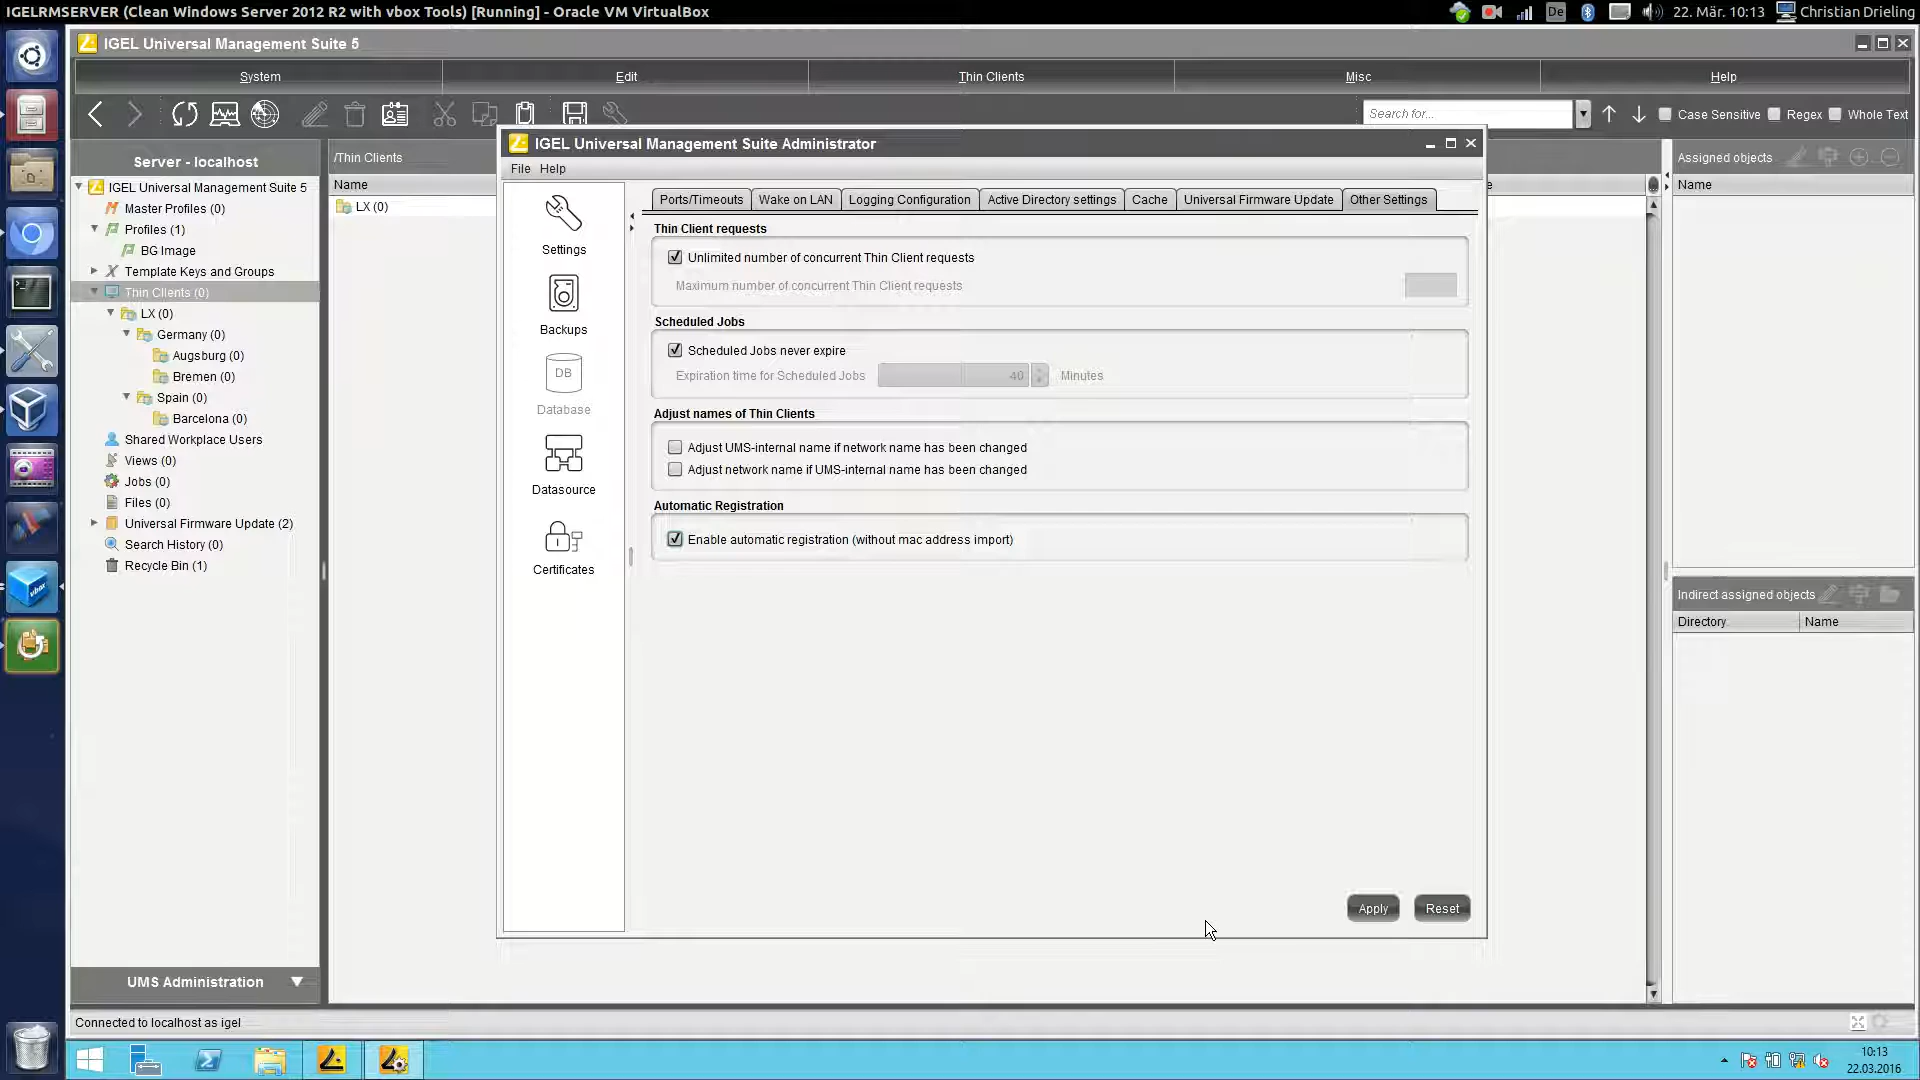 IGELRMSERVER (Clean Windows Server 2012 R2 with vbox Tools) [Running] - Oracle VM VirtualBox
De
22. Mär. 10:13
Christian Drieling
IGEL Universal Management Suite 5
System
Edit
Thin Clients
Misc
Help
Search for...
Case Sensitive
Regex
Whole Text
Server - localhost
IGEL Universal Management Suite 5
Master Profiles (0)
Profiles (1)
BG Image
Template Keys and Groups
Thin Clients (0)
LX (0)
Germany (0)
Augsburg (0)
Bremen (0)
Spain (0)
Barcelona (0)
Shared Workplace Users
Views (0)
Jobs (0)
Files (0)
Universal Firmware Update (2)
Search History (0)
Recycle Bin (1)
UMS Administration
/Thin Clients
Name
LX (0)
IGEL Universal Management Suite Administrator
File
Help
Settings
Backups
DB
Database
Datasource
Certificates
Ports/Timeouts
Wake on LAN
Logging Configuration
Active Directory settings
Cache
Universal Firmware Update
Other Settings
Thin Client requests
Unlimited number of concurrent Thin Client requests
Maximum number of concurrent Thin Client requests
Scheduled Jobs
Scheduled Jobs never expire
Expiration time for Scheduled Jobs
40
Minutes
Adjust names of Thin Clients
Adjust UMS-internal name if network name has been changed
Adjust network name if UMS-internal name has been changed
Automatic Registration
Enable automatic registration (without mac address import)
Apply
Reset
Assigned objects
Name
Indirect assigned objects
Directory
Name
Connected to localhost as igel
vbox
10:13
22.03.2016